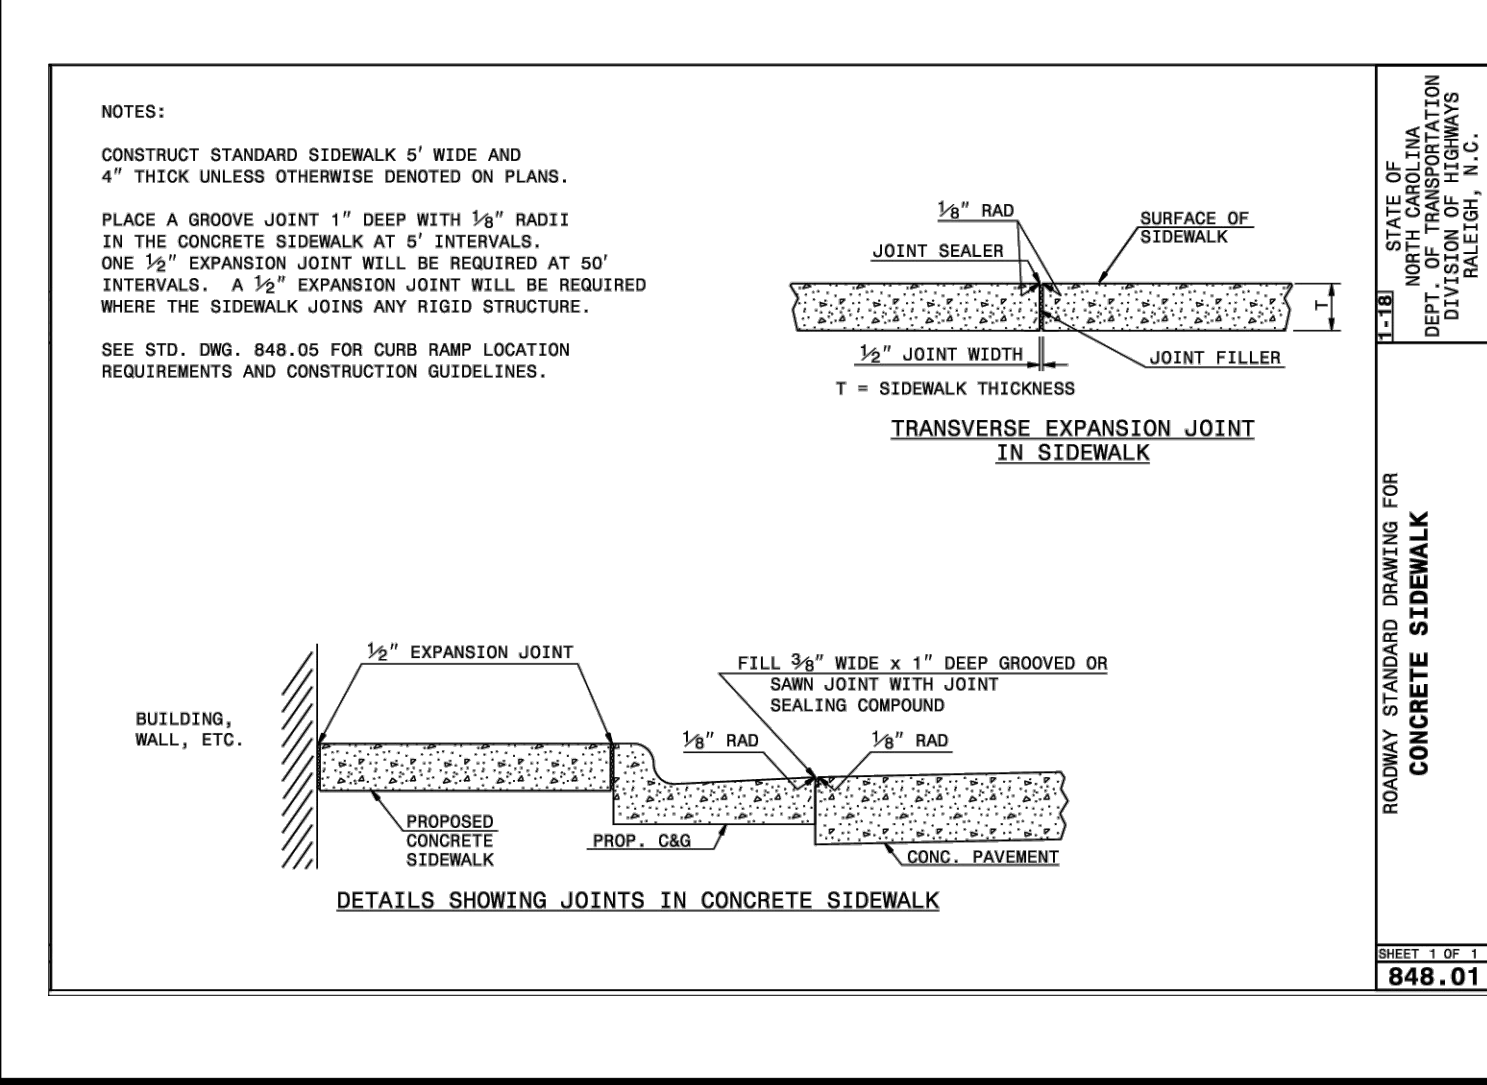 NOTES:
CONSTRUCT STANDARD SIDEWALK 5' WIDE AND
4" THICK UNLESS OTHERWISE DENOTED ON PLANS.
PLACE A GROOVE JOINT 1" DEEP WITH 1/8" RADII
IN THE CONCRETE SIDEWALK AT 5' INTERVALS.
ONE 1/2" EXPANSION JOINT WILL BE REQUIRED AT 50'
INTERVALS. A 1/2" EXPANSION JOINT WILL BE REQUIRED
WHERE THE SIDEWALK JOINS ANY RIGID STRUCTURE.
SEE STD. DWG. 848.05 FOR CURB RAMP LOCATION
REQUIREMENTS AND CONSTRUCTION GUIDELINES.
1/8" RAD
JOINT SEALER
SURFACE OF
SIDEWALK
T
1/2" JOINT WIDTH
JOINT FILLER
T = SIDEWALK THICKNESS
TRANSVERSE EXPANSION JOINT
IN SIDEWALK
1/2" EXPANSION JOINT
FILL 3/8" WIDE x 1" DEEP GROOVED OR
SAWN JOINT WITH JOINT
SEALING COMPOUND
BUILDING,
WALL, ETC.
1/8" RAD
1/8" RAD
PROPOSED
CONCRETE
SIDEWALK
PROP. C&G
CONC. PAVEMENT
DETAILS SHOWING JOINTS IN CONCRETE SIDEWALK
1-18
STATE OF
NORTH CAROLINA
DEPT. OF TRANSPORTATION
DIVISION OF HIGHWAYS
RALEIGH, N.C.
ROADWAY STANDARD DRAWING FOR
CONCRETE SIDEWALK
SHEET 1 OF 1
848.01